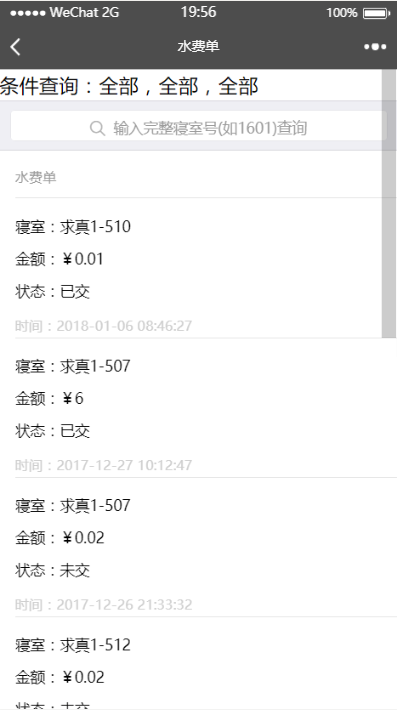 ●●●●● WeChat 2G 19:56 100%
水费单
条件查询：全部，全部，全部
输入完整寝室号(如1601)查询
水费单
寝室：求真1-510
金额：￥0.01
状态：已交
时间：2018-01-06 08:46:27
寝室：求真1-507
金额：￥6
状态：已交
时间：2017-12-27 10:12:47
寝室：求真1-507
金额：￥0.02
状态：未交
时间：2017-12-26 21:33:32
寝室：求真1-512
金额：￥0.02
状态：未交